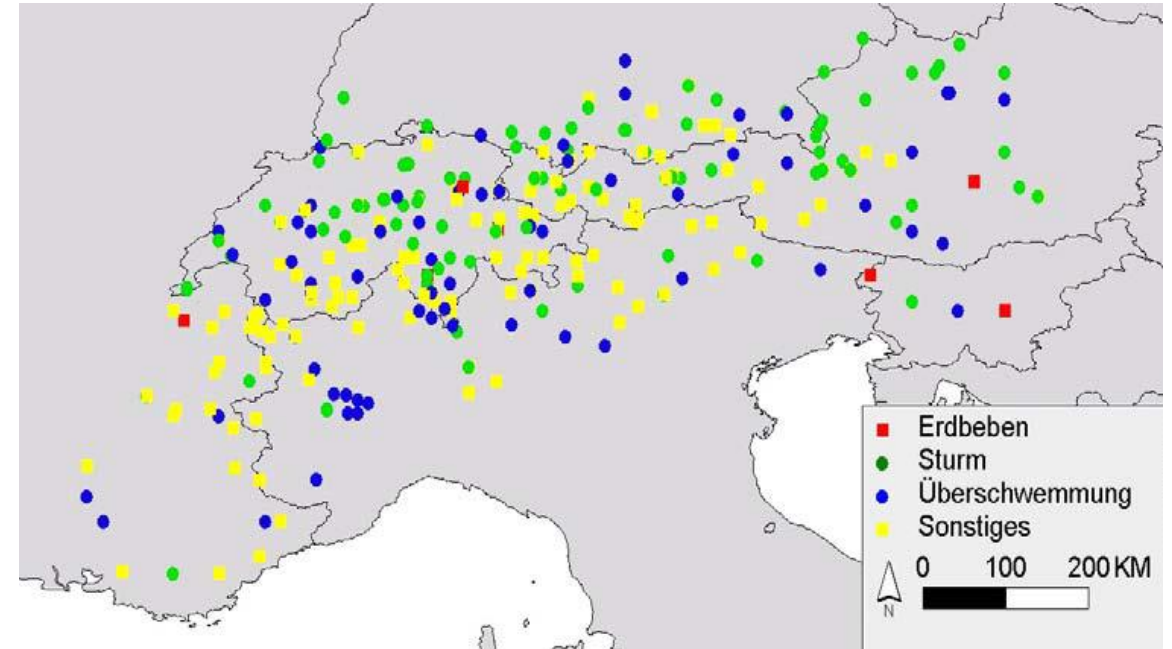 Erdbeben
Sturm
Überschwemmung
Sonstiges
0 100 200 KM
N